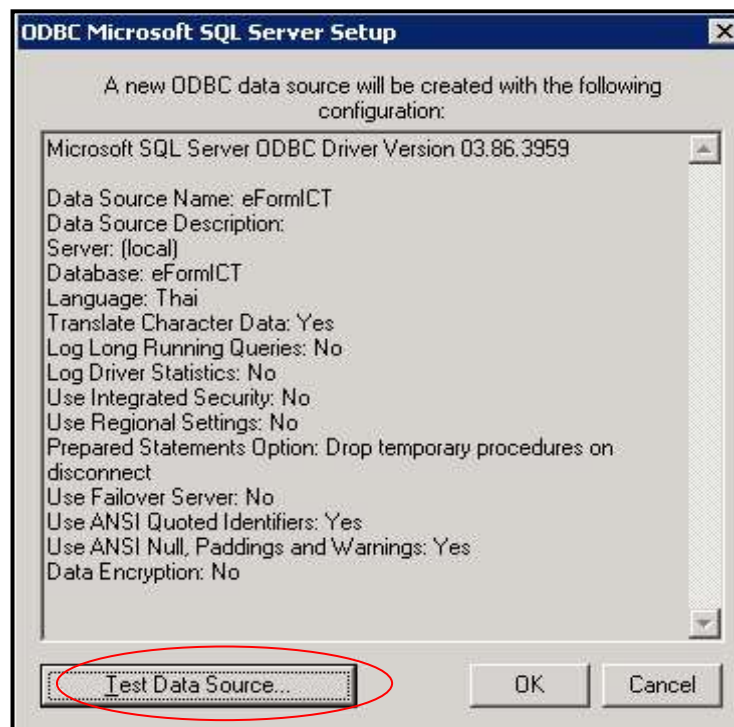 ODBC Microsoft SQL Server Setup
A new ODBC data source will be created with the following
configuration:
Microsoft SQL Server ODBC Driver Version 03.86.3959
Data Source Name: eFormICT
Data Source Description:
Server: (local)
Database: eFormICT
Language: Thai
Translate Character Data: Yes
Log Long Running Queries: No
Log Driver Statistics: No
Use Integrated Security: No
Use Regional Settings: No
Prepared Statements Option: Drop temporary procedures on
disconnect
Use Failover Server: No
Use ANSI Quoted Identifiers: Yes
Use ANSI Null, Paddings and Warnings: Yes
Data Encryption: No
Test Data Source...
OK
Cancel